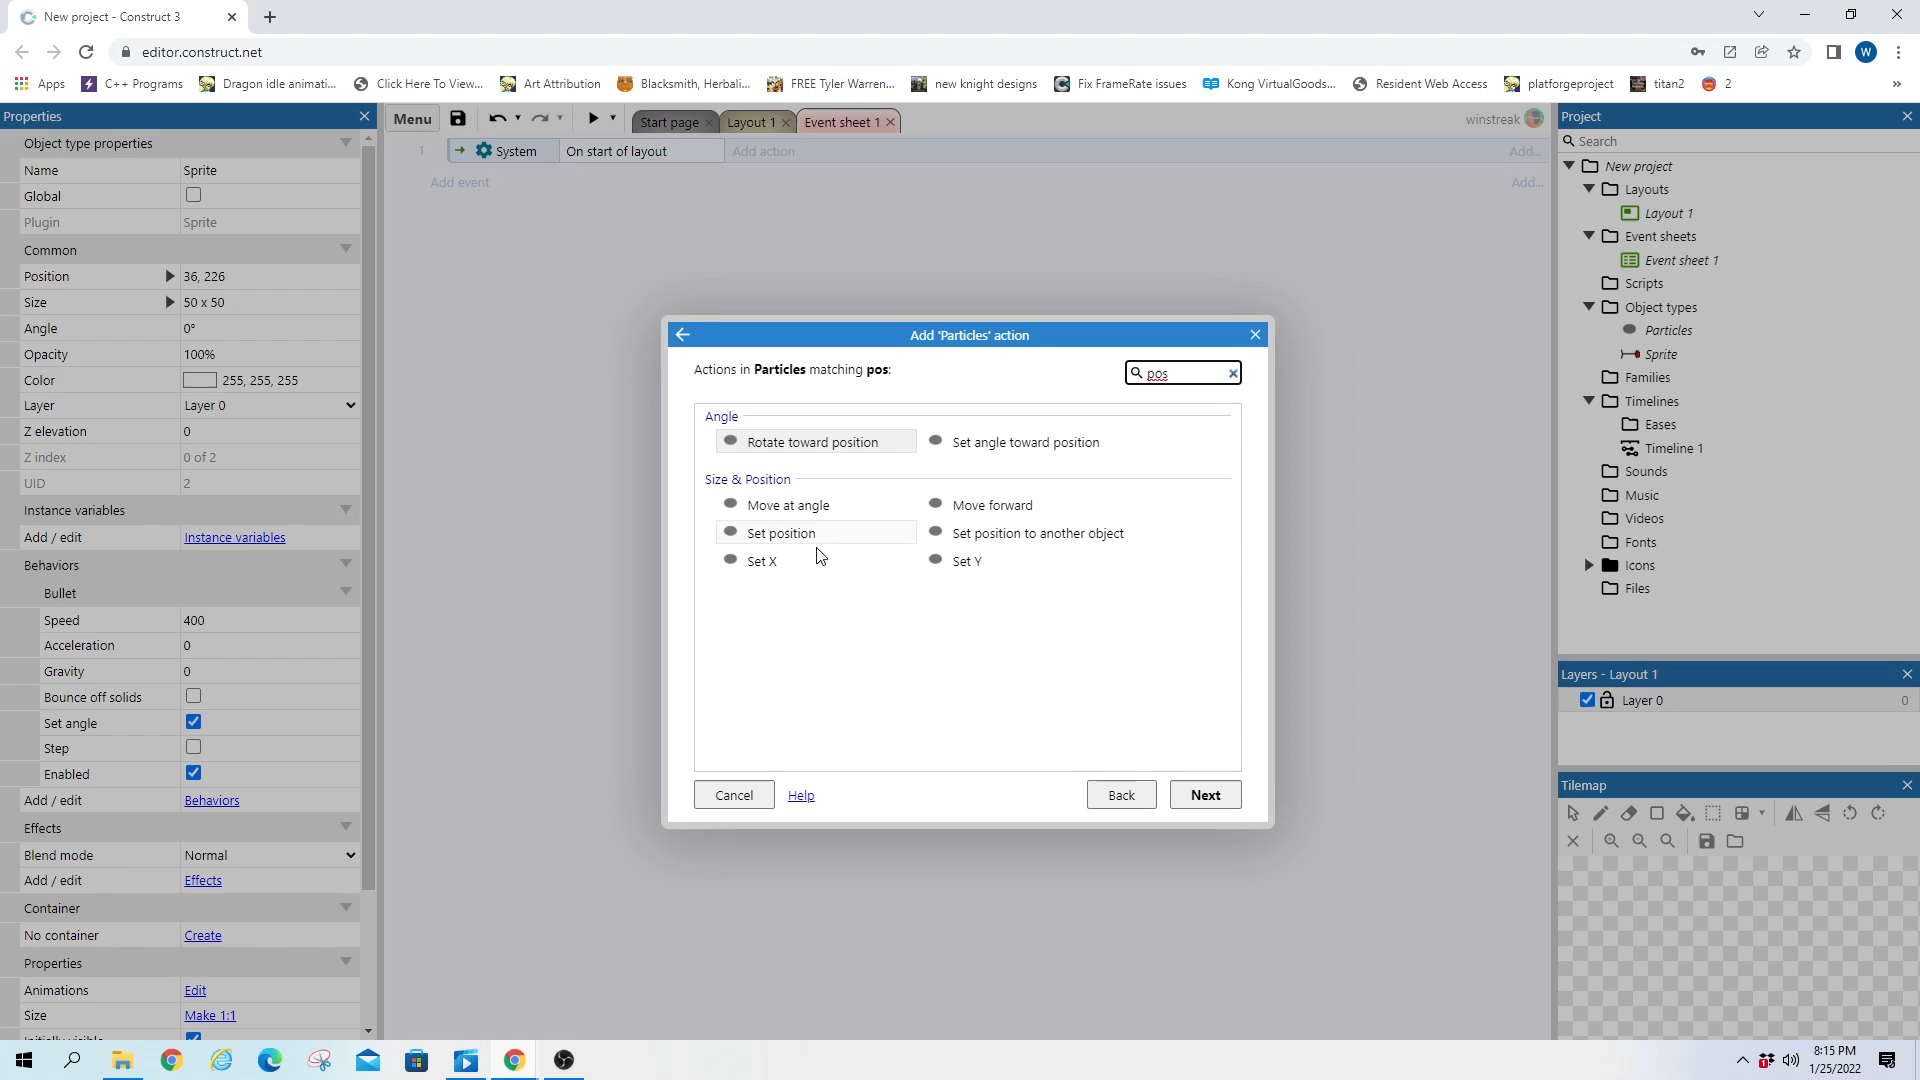 New project - Construct 3
editor.construct.net
W
Apps
C++ Programs
Dragon idle animati...
Click Here To View...
Art Attribution
Blacksmith, Herbali...
FREE Tyler Warren...
new knight designs
Fix FrameRate issues
Kong VirtualGoods...
Resident Web Access
platforgeproject
titan2
2
Properties
Menu
Start page
Layout 1
Event sheet 1
winstreak
Project
Object type properties
Name Sprite
Global
Plugin Sprite
Common
Position 36, 226
Size 50 x 50
Angle 0°
Opacity 100%
Color 255, 255, 255
Layer Layer 0
Z elevation 0
Z index 0 of 2
UID 2
Instance variables
Add / edit Instance variables
Behaviors
Bullet
Speed 400
Acceleration 0
Gravity 0
Bounce off solids
Set angle
Step
Enabled
Add / edit Behaviors
Effects
Blend mode Normal
Add / edit Effects
Container
No container Create
Properties
Animations Edit
Size Make 1:1
Initially visible
1 System On start of layout Add action Add...
Add event Add...
Add 'Particles' action
Actions in Particles matching pos:
pos
Angle
Rotate toward position Set angle toward position
Size & Position
Move at angle Move forward
Set position Set position to another object
Set X Set Y
Cancel Help Back Next
Search
New project
Layouts
Layout 1
Event sheets
Event sheet 1
Scripts
Object types
Particles
Sprite
Families
Timelines
Eases
Timeline 1
Sounds
Music
Videos
Fonts
Icons
Files
Layers - Layout 1
Layer 0 0
Tilemap
8:15 PM
1/25/2022